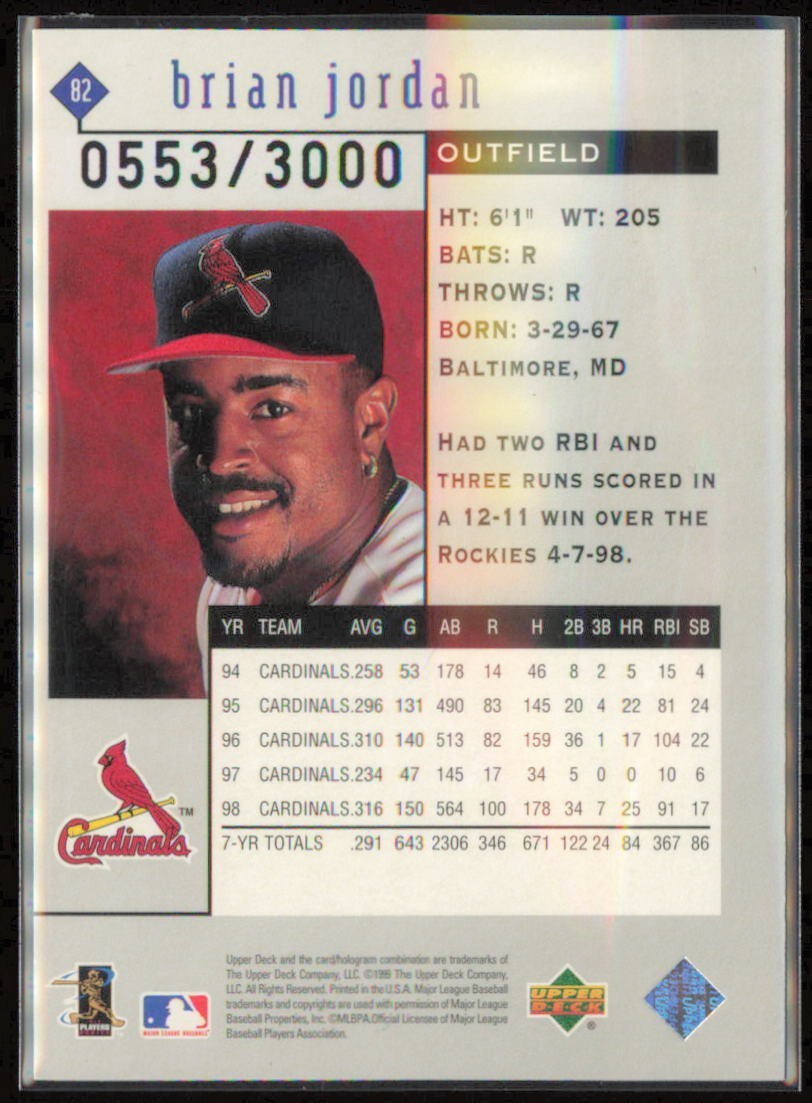 82
brian jordan
0553/3000
OUTFIELD
HT: 6'1" WT: 205
BATS: R
THROWS: R
BORN: 3-29-67
BALTIMORE, MD
HAD TWO RBI AND
THREE RUNS SCORED IN
A 12-11 WIN OVER THE
ROCKIES 4-7-98.
YR TEAM AVG G AB R H 2B 3B HR RBI SB
94 CARDINALS .258 53 178 14 46 8 2 5 15 4
95 CARDINALS .296 131 490 83 145 20 4 22 81 24
96 CARDINALS .310 140 513 82 159 36 1 17 104 22
97 CARDINALS .234 47 145 17 34 5 0 0 10 6
98 CARDINALS .316 150 564 100 178 34 7 25 91 17
7-YR TOTALS .291 643 2306 346 671 122 24 84 367 86
Cardinals TM
Upper Deck and the card/hologram combination are trademarks of
The Upper Deck Company, LLC. ©1999 The Upper Deck Company,
LLC. All Rights Reserved. Printed in the U.S.A. Major League Baseball
trademarks and copyrights are used with permission of Major League
Baseball Properties, Inc. ©MLBPA.Official Licensee of Major League
Baseball Players Association.
PLAYERS
CHOICE
MAJOR LEAGUE BASEBALL
UPPER
DECK
®